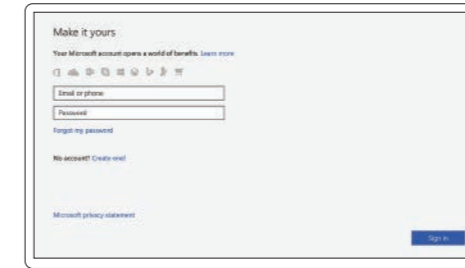 Make it yours
Your Microsoft account opens a world of benefits. Learn more
Email or phone
Password
Forgot my password
No account? Create one!
Microsoft privacy statement
Sign in